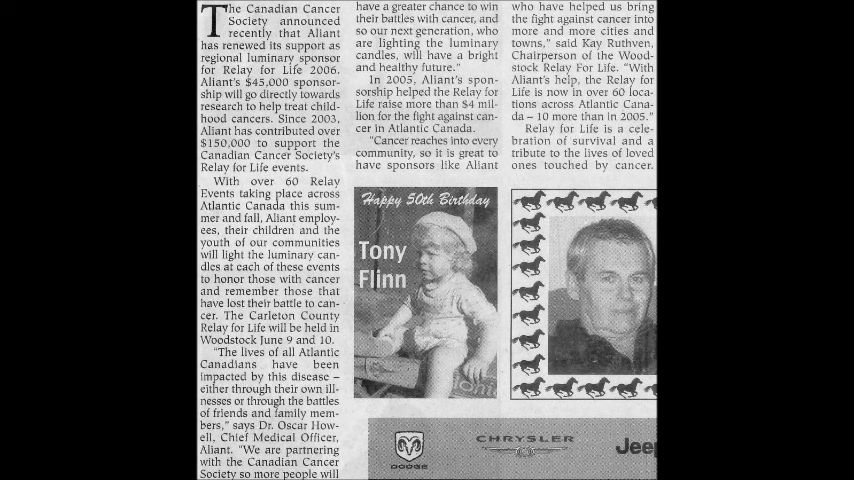 The Canadian Cancer
Society announced
recently that Aliant
has renewed its support as
regional luminary sponsor
for Relay for Life 2006.
Aliant's $45,000 sponsor-
ship will go directly towards
research to help treat child-
hood cancers. Since 2003,
Aliant has contributed over
$150,000 to support the
Canadian Cancer Society's
Relay for Life events.
With over 60 Relay
Events taking place across
Atlantic Canada this sum-
mer and fall, Aliant employ-
ees, their children and the
youth of our communities
will light the luminary can-
dles at each of these events
to honor those with cancer
and remember those that
have lost their battle to can-
cer. The Carleton County
Relay for Life will be held in
Woodstock June 9 and 10.
"The lives of all Atlantic
Canadians have been
impacted by this disease –
either through their own ill-
nesses or through the battles
of friends and family mem-
bers," says Dr. Oscar How-
ell, Chief Medical Officer,
Aliant. "We are partnering
with the Canadian Cancer
Society so more people will
have a greater chance to win
their battles with cancer, and
so our next generation, who
are lighting the luminary
candles, will have a bright
and healthy future."
In 2005, Aliant's spon-
sorship helped the Relay for
Life raise more than $4 mil-
lion for the fight against can-
cer in Atlantic Canada.
"Cancer reaches into every
community, so it is great to
have sponsors like Aliant
who have helped us bring
the fight against cancer into
more and more cities and
towns," said Kay Ruthven,
Chairperson of the Wood-
stock Relay For Life. "With
Aliant's help, the Relay for
Life is now in over 60 loca-
tions across Atlantic Cana-
da – 10 more than in 2005."
Relay for Life is a cele-
bration of survival and a
tribute to the lives of loved
ones touched by cancer.
Happy 50th Birthday
Tony
Flinn
DODGE
CHRYSLER
Jeep